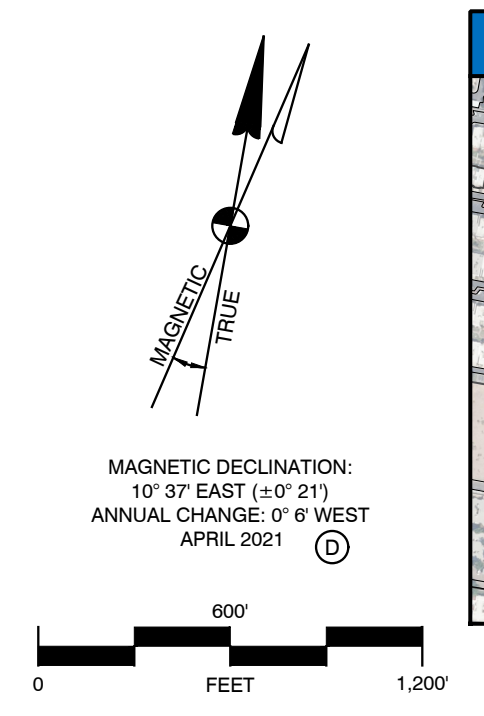 MAGNETIC
TRUE
MAGNETIC DECLINATION:
10° 37' EAST (±0° 21')
ANNUAL CHANGE: 0° 6' WEST
APRIL 2021 D
600'
0 FEET 1,200'